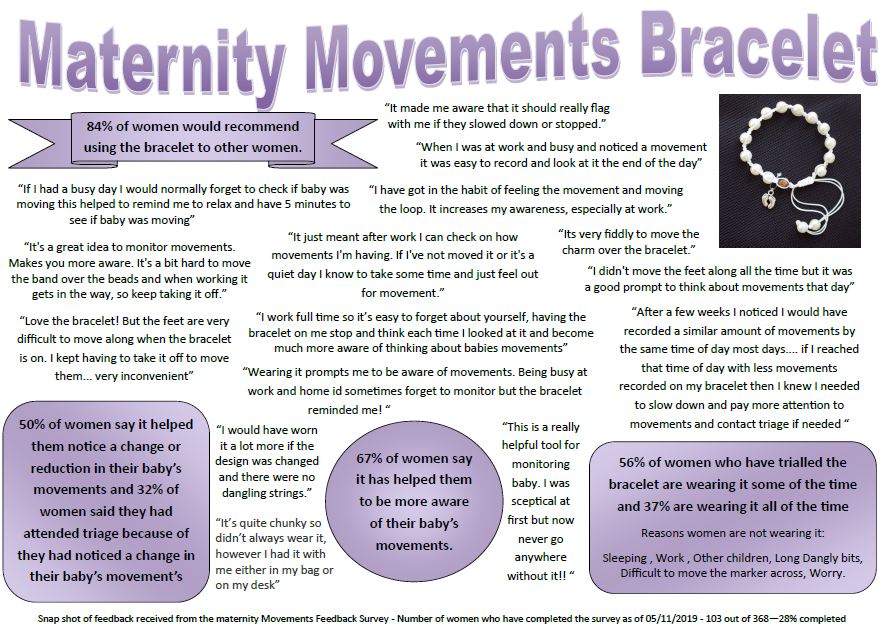 Maternity Movements Bracelet
84% of women would recommend
using the bracelet to other women.
“It made me aware that it should really flag
with me if they slowed down or stopped.”
“When I was at work and busy and noticed a movement
it was easy to record and look at it the end of the day”
“If I had a busy day I would normally forget to check if baby was
moving this helped to remind me to relax and have 5 minutes to
see if baby was moving”
“I have got in the habit of feeling the movement and moving
the loop. It increases my awareness, especially at work.”
“It's a great idea to monitor movements.
Makes you more aware. It's a bit hard to move
the band over the beads and when working it
gets in the way, so keep taking it off.”
“It just meant after work I can check on how
movements I'm having. If I've not moved it or it's a
quiet day I know to take some time and just feel out
for movement.”
“Its very fiddly to move the
charm over the bracelet.”
“I didn't move the feet along all the time but it was
a good prompt to think about movements that day”
“Love the bracelet! But the feet are very
difficult to move along when the bracelet
is on. I kept having to take it off to move
them... very inconvenient”
“I work full time so it’s easy to forget about yourself, having the
bracelet on me stop and think each time I looked at it and become
much more aware of thinking about babies movements”
“After a few weeks I noticed I would have
recorded a similar amount of movements by
the same time of day most days.... if I reached
that time of day with less movements
recorded on my bracelet then I knew I needed
to slow down and pay more attention to
movements and contact triage if needed “
“Wearing it prompts me to be aware of movements. Being busy at
work and home id sometimes forget to monitor but the bracelet
reminded me! “
50% of women say it helped
them notice a change or
reduction in their baby’s
movements and 32% of
women said they had
attended triage because of
they had noticed a change in
their baby’s movement’s
“I would have worn
it a lot more if the
design was changed
and there were no
dangling strings.”
“It’s quite chunky so
didn’t always wear it,
however I had it with
me either in my bag or
on my desk”
67% of women say
it has helped them
to be more aware
of their baby’s
movements.
“This is a really
helpful tool for
monitoring
baby. I was
sceptical at
first but now
never go
anywhere
without it!! “
56% of women who have trialled the
bracelet are wearing it some of the time
and 37% are wearing it all of the time
Reasons women are not wearing it:
Sleeping , Work , Other children, Long Dangly bits,
Difficult to move the marker across, Worry.
Snap shot of feedback received from the maternity Movements Feedback Survey - Number of women who have completed the survey as of 05/11/2019 - 103 out of 368—28% completed